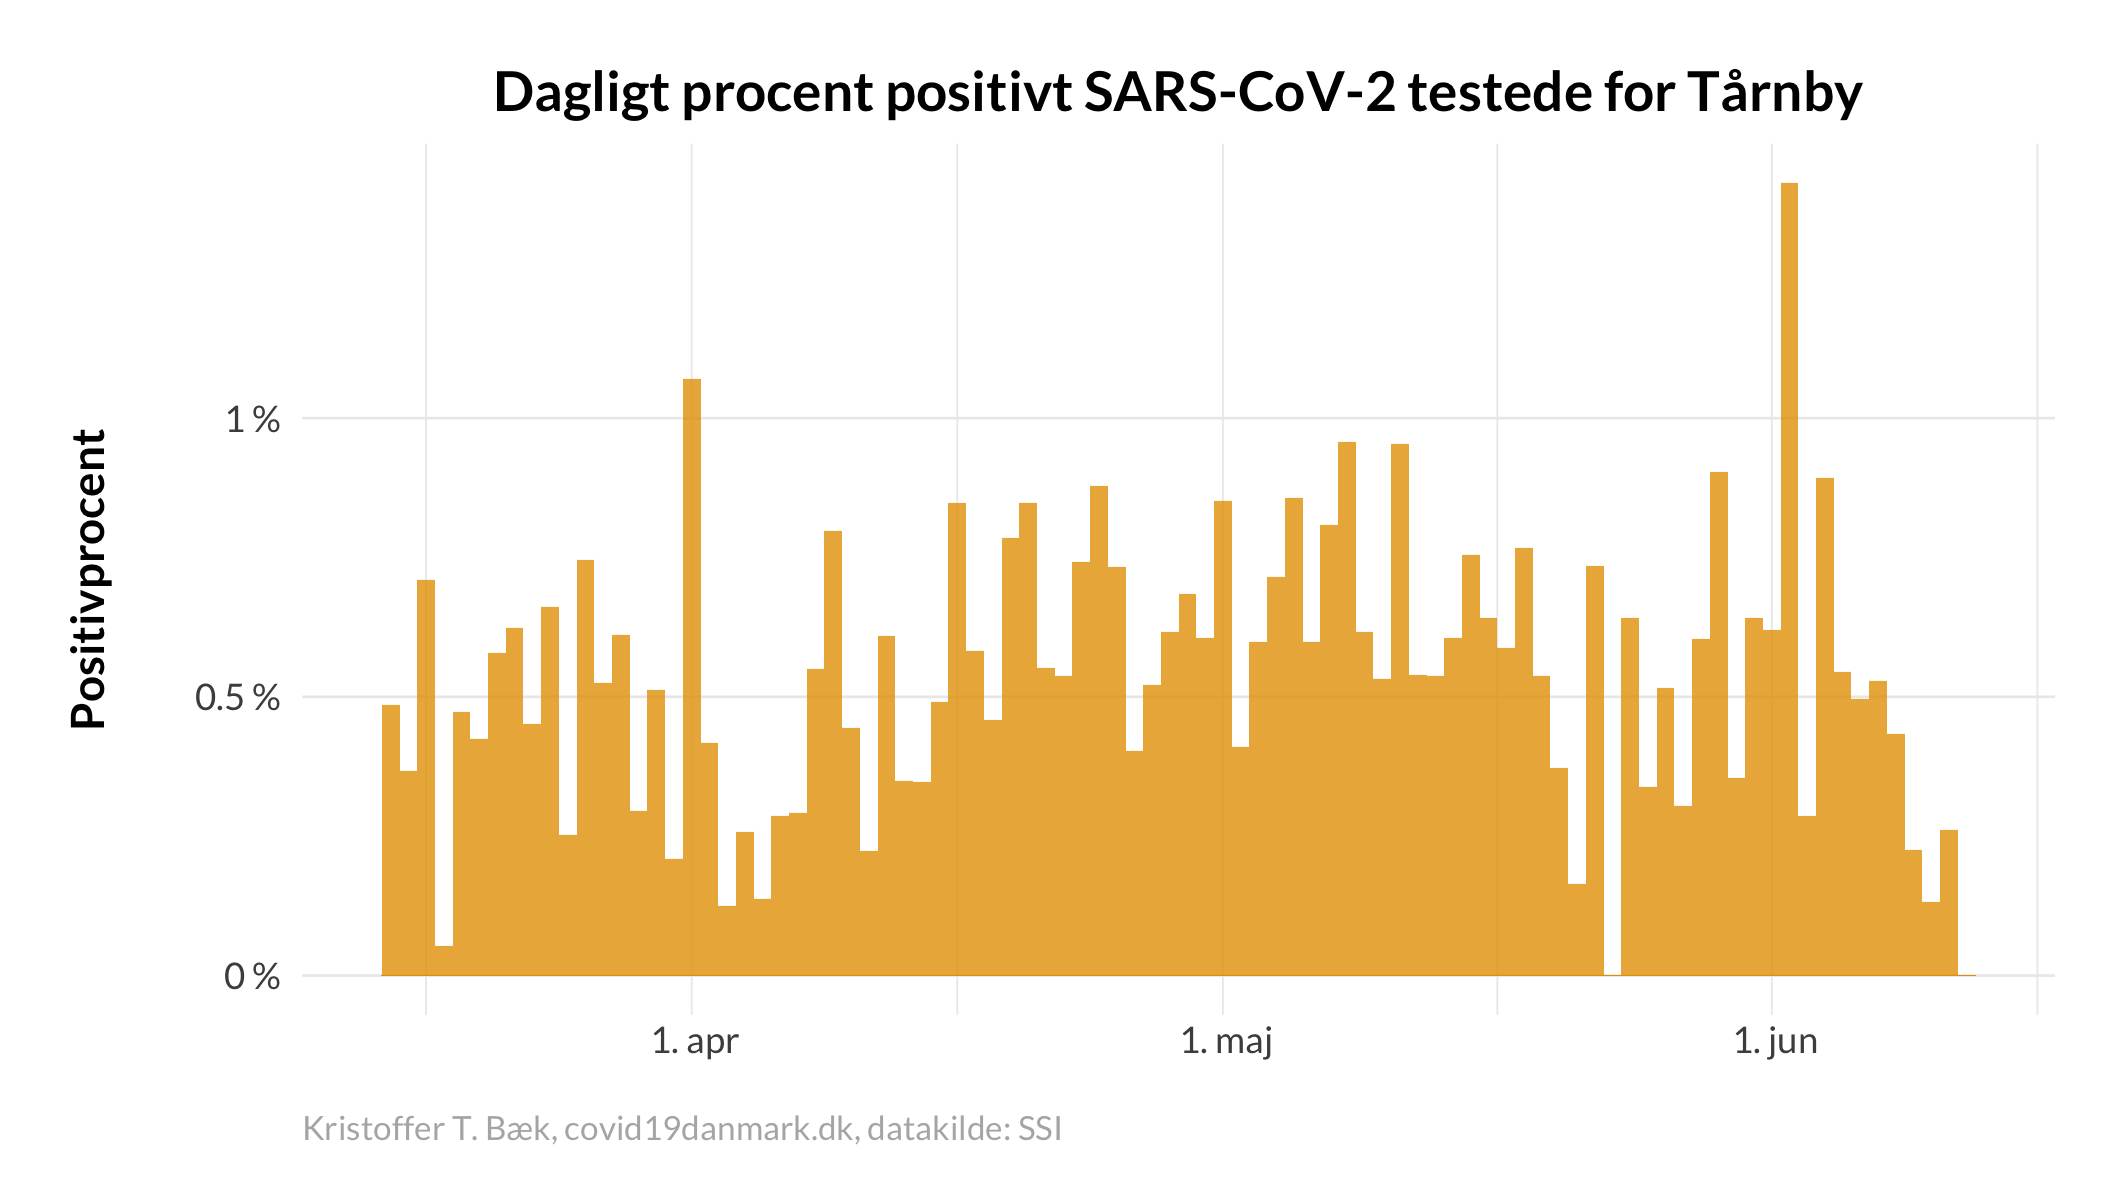 Dagligt procent positivt SARS-CoV-2 testede for Tårnby
Positivprocent
1 %
0.5 %
0 %
1. apr
1. maj
1. jun
Kristoffer T. Bæk, covid19danmark.dk, datakilde: SSI